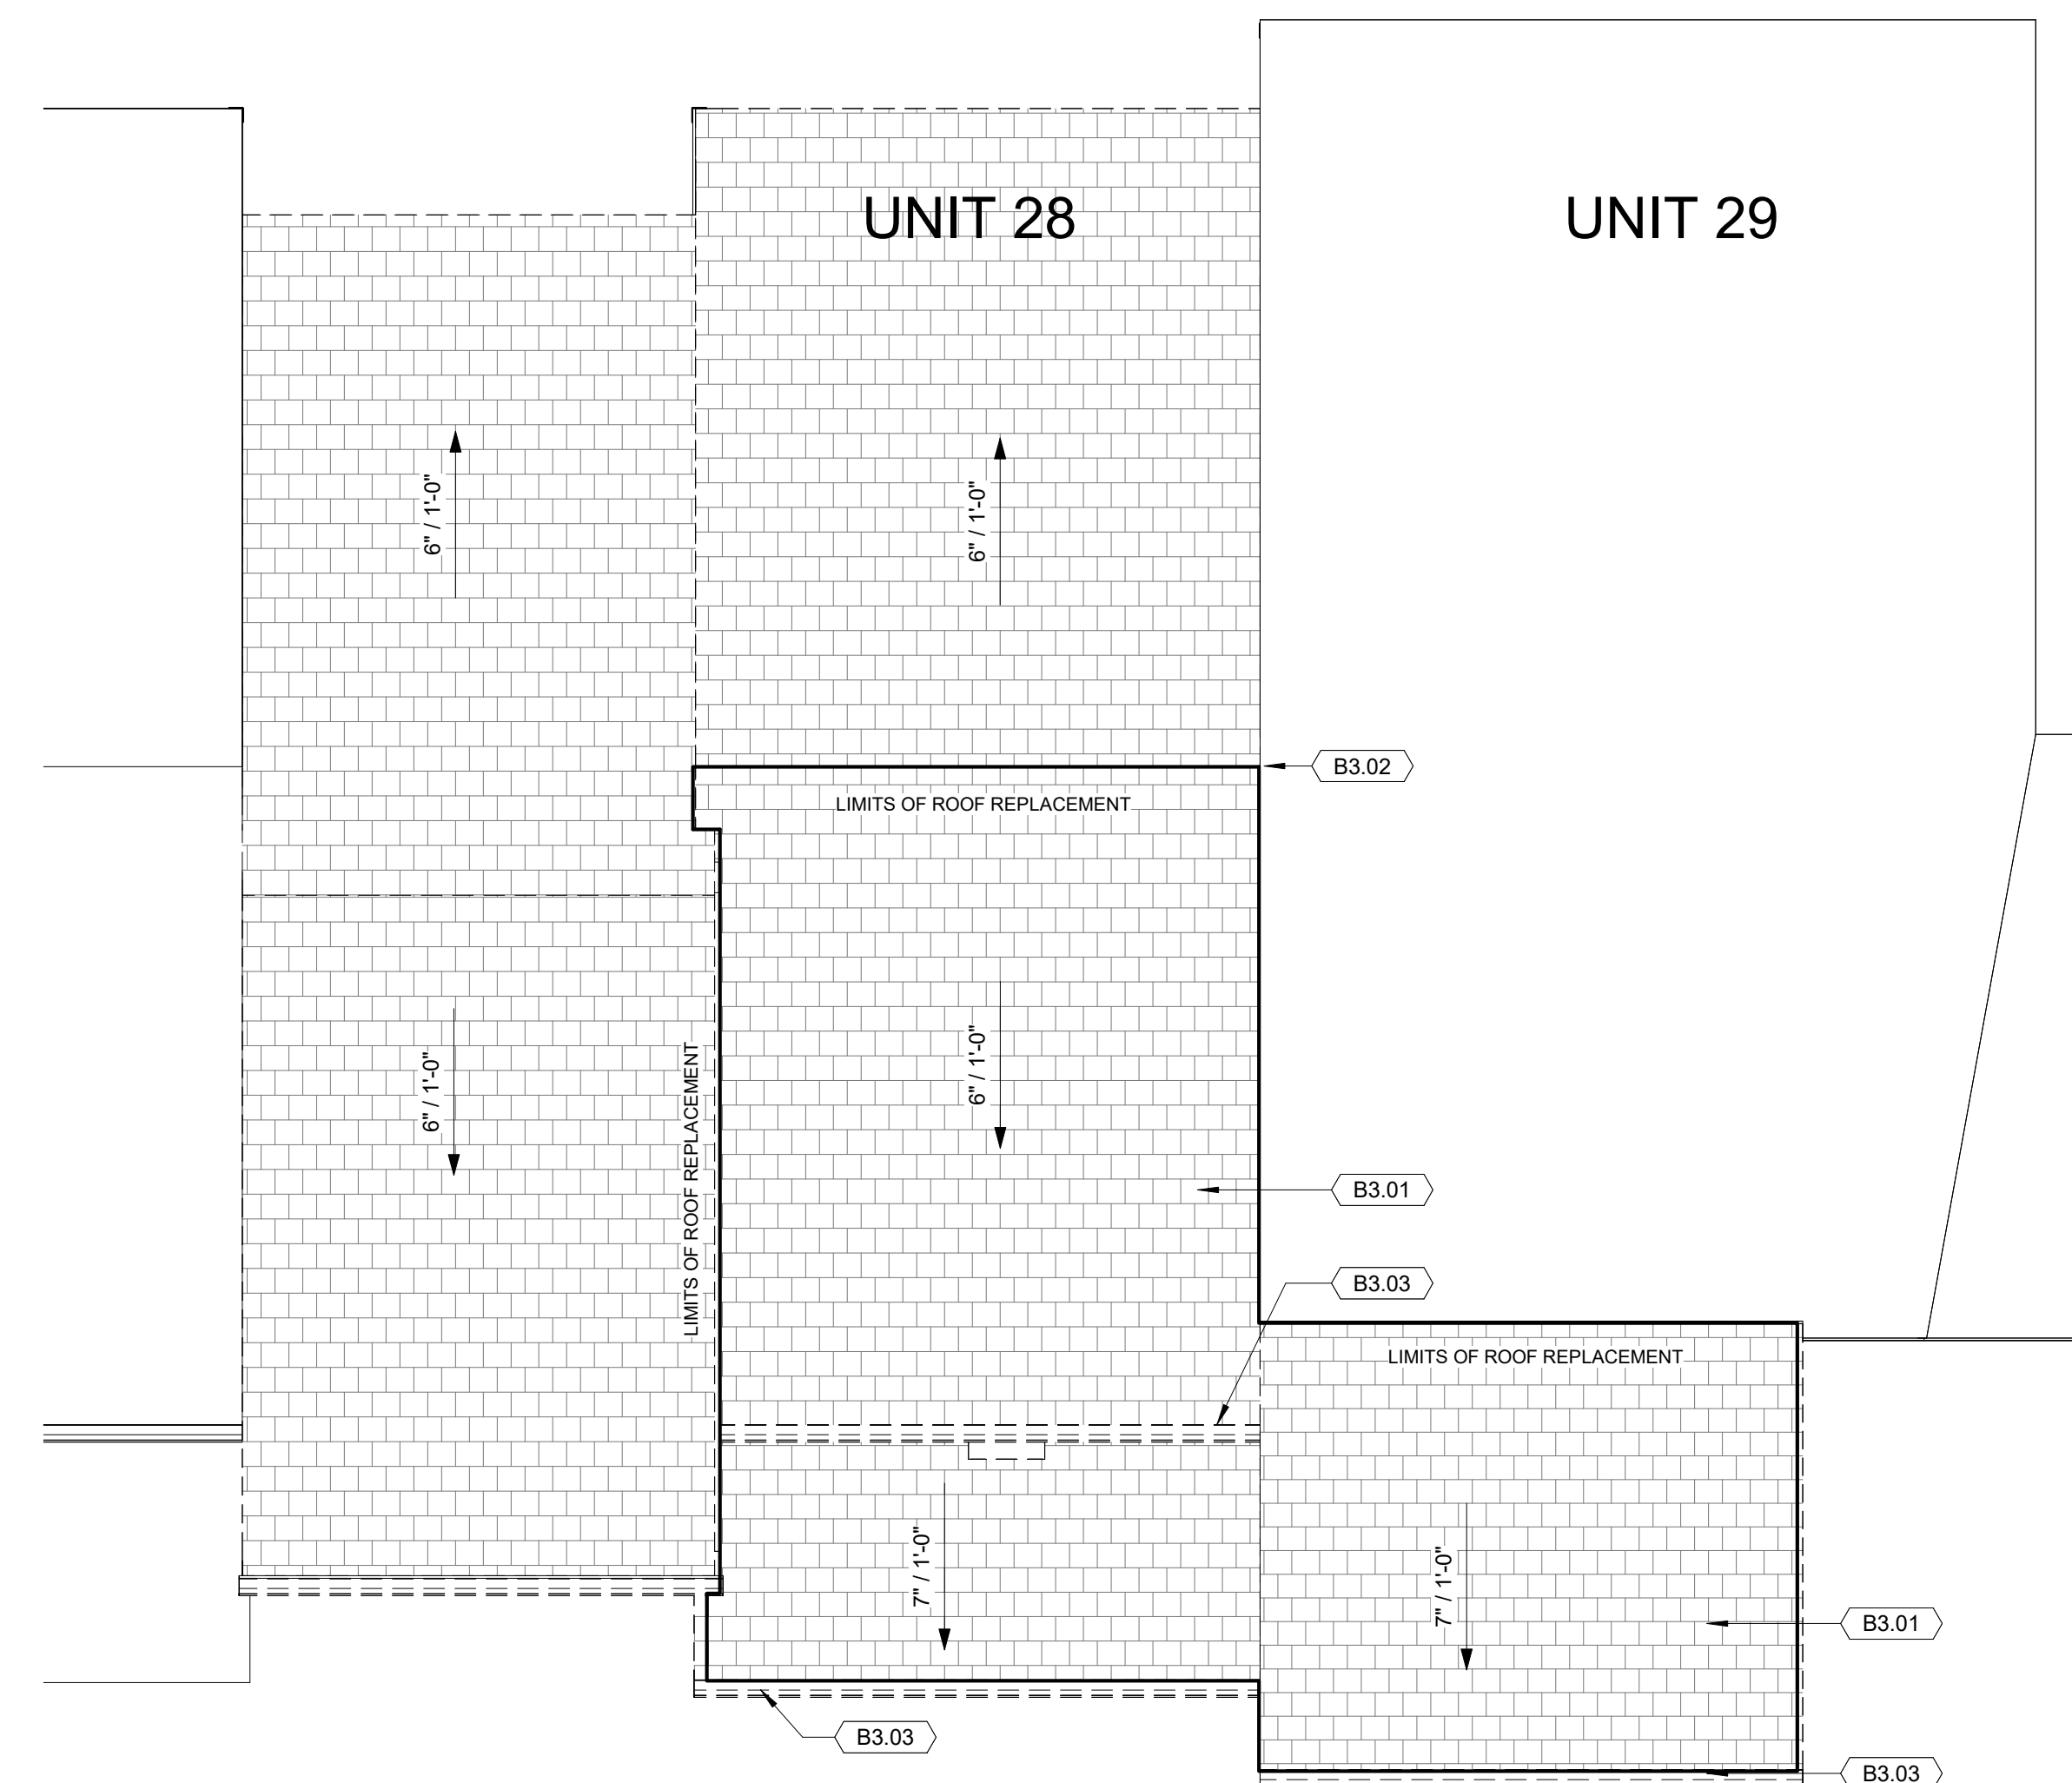 UNIT 28
UNIT 29
6" / 1'-0"
6" / 1'-0"
B3.02
LIMITS OF ROOF REPLACEMENT
6" / 1'-0"
LIMITS OF ROOF REPLACEMENT
6" / 1'-0"
B3.01
B3.03
LIMITS OF ROOF REPLACEMENT
7" / 1'-0"
7" / 1'-0"
B3.01
B3.03
B3.03